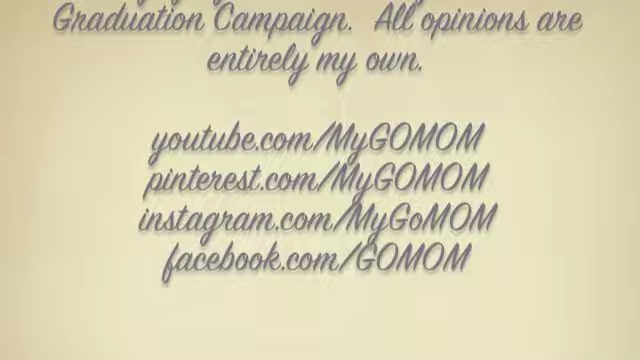 Graduation Campaign. All opinions are
entirely my own.
youtube.com/MyGOMOM
pinterest.com/MyGOMOM
instagram.com/MyGoMOM
facebook.com/GOMOM